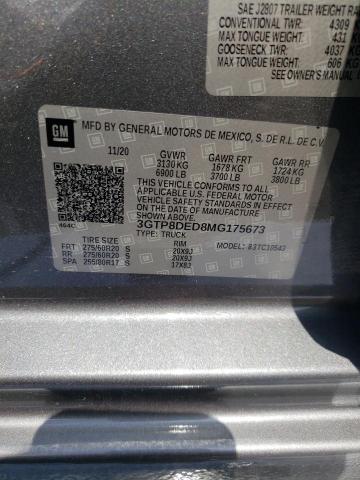 SAE J2807 TRAILER WEIGHT RA
CONVENTIONAL TWR: 4309
MAX TONGUE WEIGHT: 431 KG
GOOSENECK TWR: 4037
MAX TONGUE WEIGHT: 606 KG
SEE OWNER'S MANUAL
GM
MFD BY GENERAL MOTORS DE MEXICO, S. DE R.L. DE C.V.
11/20 GVWR GAWR FRT GAWR RR
3130 KG 1678 KG 1724 KG
6900 LB 3700 LB 3800 LB
THIS VEHICLE CONFORMS TO ALL
APPLICABLE U.S. FEDERAL MOTOR
VEHICLE SAFETY STANDARDS IN
EFFECT ON THE DATE OF
MANUFACTURE SHOWN ABOVE.
3GTP8DED8MG175673
TYPE: TRUCK
TIRE SIZE RIM
FRT 275/60R20 S 20X9J
RR 275/60R20 S 20X9J
SPA 255/80R17 S 17X8J